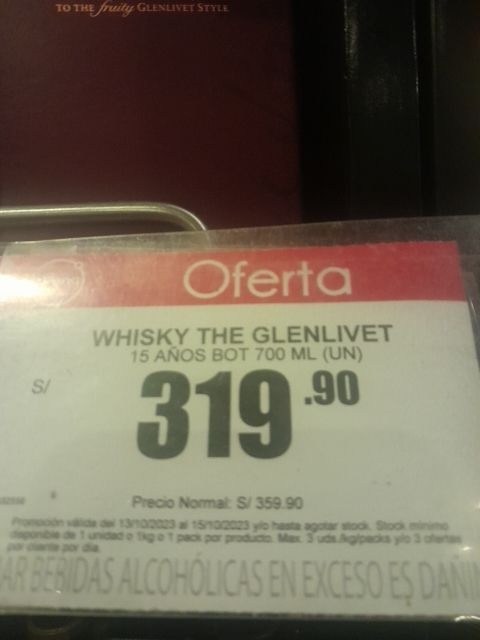 TO THE fruity GLENLIVET STYLE
Oferta
WHISKY THE GLENLIVET
15 AÑOS BOT 700 ML (UN)
S/ 319.90
Precio Normal: S/ 359.90
Promoción válida del 13/10/2023 al 15/10/2023 y/o hasta agotar stock. Stock mínimo
disponible de 1 unidad o 1kg o 1 pack por producto. Max. 3 uds./kg/packs y/o 3 ofertas
por cliente por día.
AR BEBIDAS ALCOHÓLICAS EN EXCESO ES DAÑIN